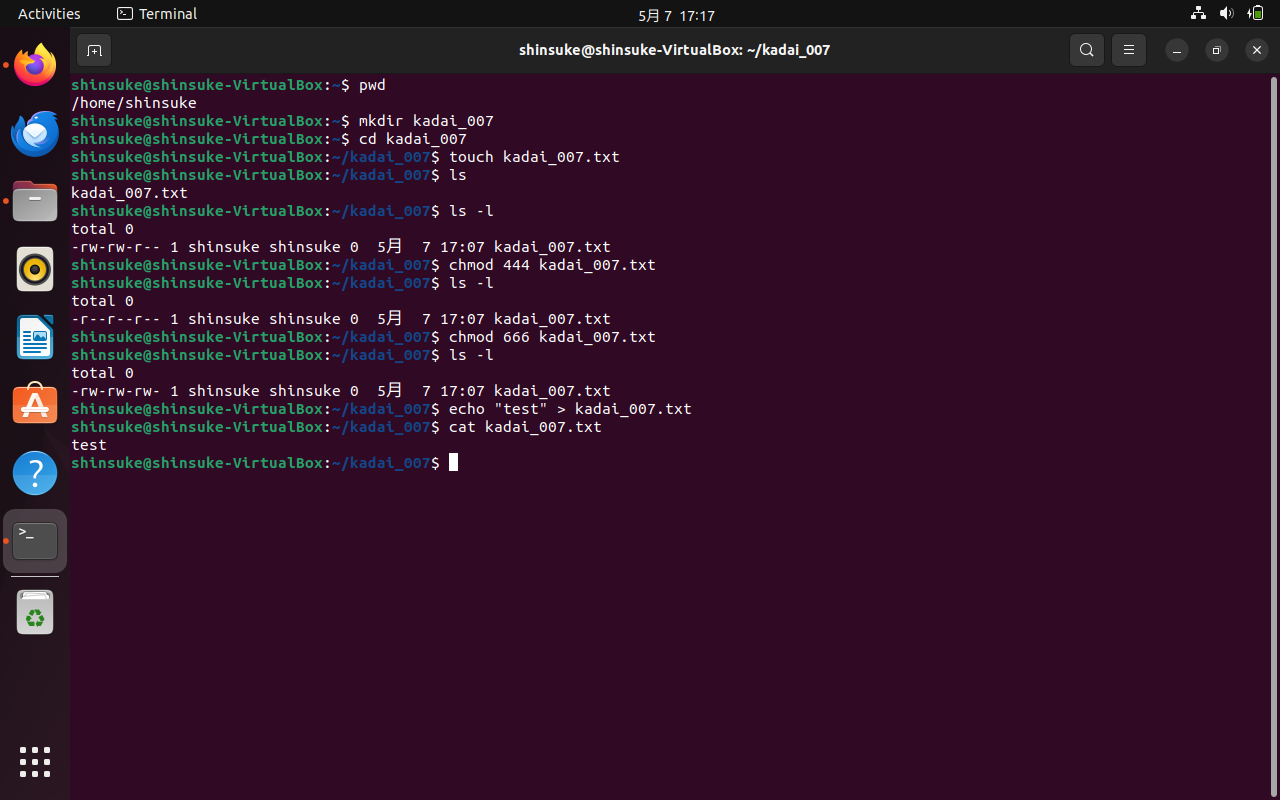 Activities Terminal 5月 7 17:17
shinsuke@shinsuke-VirtualBox: ~/kadai_007
shinsuke@shinsuke-VirtualBox:~$ pwd
/home/shinsuke
shinsuke@shinsuke-VirtualBox:~$ mkdir kadai_007
shinsuke@shinsuke-VirtualBox:~$ cd kadai_007
shinsuke@shinsuke-VirtualBox:~/kadai_007$ touch kadai_007.txt
shinsuke@shinsuke-VirtualBox:~/kadai_007$ ls
kadai_007.txt
shinsuke@shinsuke-VirtualBox:~/kadai_007$ ls -l
total 0
-rw-rw-r-- 1 shinsuke shinsuke 0  5月  7 17:07 kadai_007.txt
shinsuke@shinsuke-VirtualBox:~/kadai_007$ chmod 444 kadai_007.txt
shinsuke@shinsuke-VirtualBox:~/kadai_007$ ls -l
total 0
-r--r--r-- 1 shinsuke shinsuke 0  5月  7 17:07 kadai_007.txt
shinsuke@shinsuke-VirtualBox:~/kadai_007$ chmod 666 kadai_007.txt
shinsuke@shinsuke-VirtualBox:~/kadai_007$ ls -l
total 0
-rw-rw-rw- 1 shinsuke shinsuke 0  5月  7 17:07 kadai_007.txt
shinsuke@shinsuke-VirtualBox:~/kadai_007$ echo "test" > kadai_007.txt
shinsuke@shinsuke-VirtualBox:~/kadai_007$ cat kadai_007.txt
test
shinsuke@shinsuke-VirtualBox:~/kadai_007$